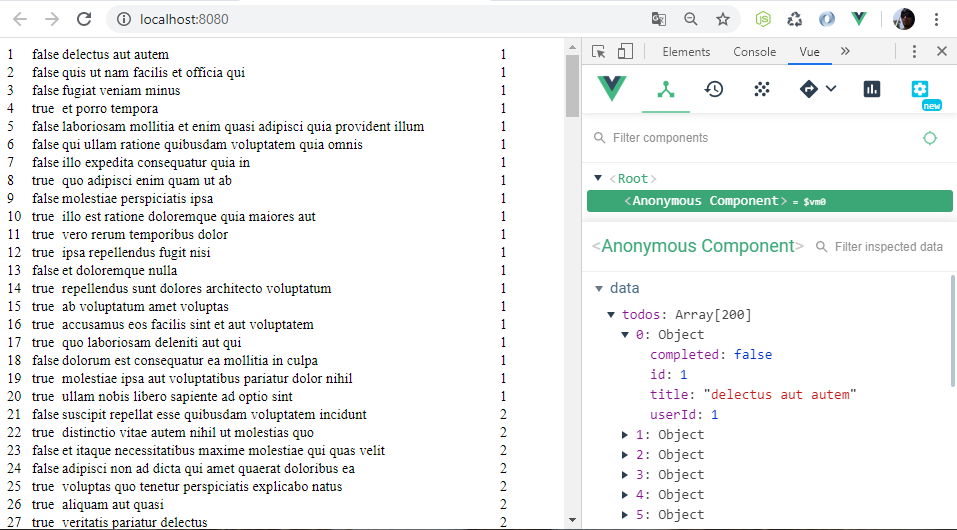 localhost:8080
1 false delectus aut autem 1
2 false quis ut nam facilis et officia qui 1
3 false fugiat veniam minus 1
4 true et porro tempora 1
5 false laboriosam mollitia et enim quasi adipisci quia provident illum 1
6 false qui ullam ratione quibusdam voluptatem quia omnis 1
7 false illo expedita consequatur quia in 1
8 true quo adipisci enim quam ut ab 1
9 false molestiae perspiciatis ipsa 1
10 true illo est ratione doloremque quia maiores aut 1
11 true vero rerum temporibus dolor 1
12 true ipsa repellendus fugit nisi 1
13 false et doloremque nulla 1
14 true repellendus sunt dolores architecto voluptatum 1
15 true ab voluptatum amet voluptas 1
16 true accusamus eos facilis sint et aut voluptatem 1
17 true quo laboriosam deleniti aut qui 1
18 false dolorum est consequatur ea mollitia in culpa 1
19 true molestiae ipsa aut voluptatibus pariatur dolor nihil 1
20 true ullam nobis libero sapiente ad optio sint 1
21 false suscipit repellat esse quibusdam voluptatem incidunt 2
22 true distinctio vitae autem nihil ut molestias quo 2
23 false et itaque necessitatibus maxime molestiae qui quas velit 2
24 false adipisci non ad dicta qui amet quaerat doloribus ea 2
25 true voluptas quo tenetur perspiciatis explicabo natus 2
26 true aliquam aut quasi 2
27 true veritatis pariatur delectus 2
Elements Console Vue »
new
Filter components
<Root>
<Anonymous Component> = $vm0
<Anonymous Component> Filter inspected data
data
todos: Array[200]
0: Object
completed: false
id: 1
title: "delectus aut autem"
userId: 1
1: Object
2: Object
3: Object
4: Object
5: Object